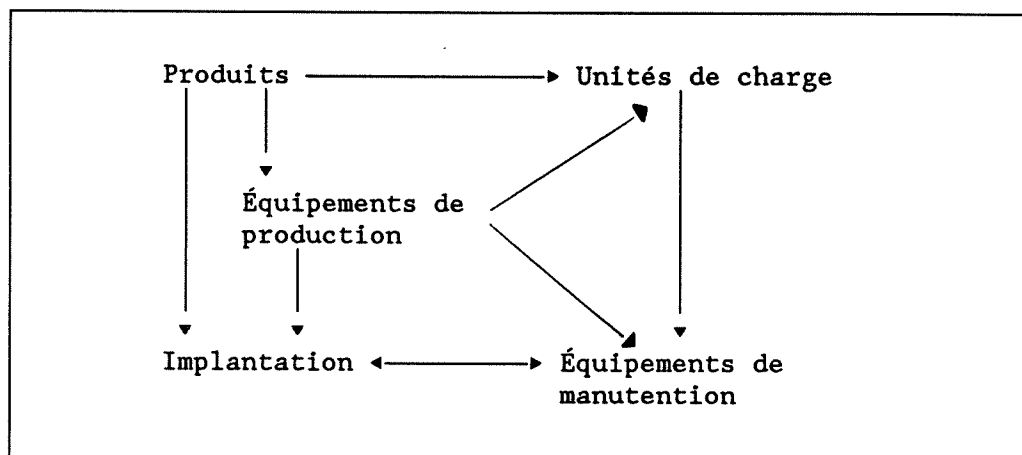 Produits
Unités de charge
Équipements de
production
Implantation
Équipements de
manutention